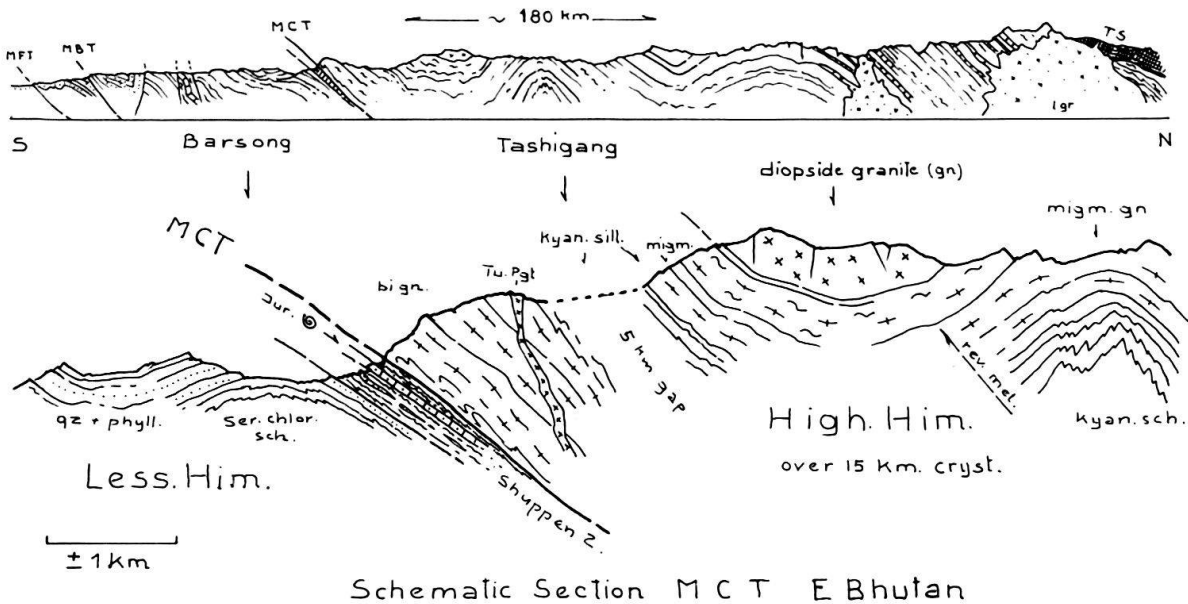 ~ 180 km
MFT
MBT
MCT
TS
lgr
S
N
Barsong
Tashigang
diopside granite (gn)
migm. gn
MCT
Jur.
bi gn.
Tu. Pgt
Kyan. sill.
migm.
5 km gap
rev. met.
qz + phyll.
Ser. chlor.
sch.
High. Him.
kyan. sch.
over 15 km. cryst.
Less. Him.
Shuppen Z.
± 1 km
Schematic Section MCT E Bhutan